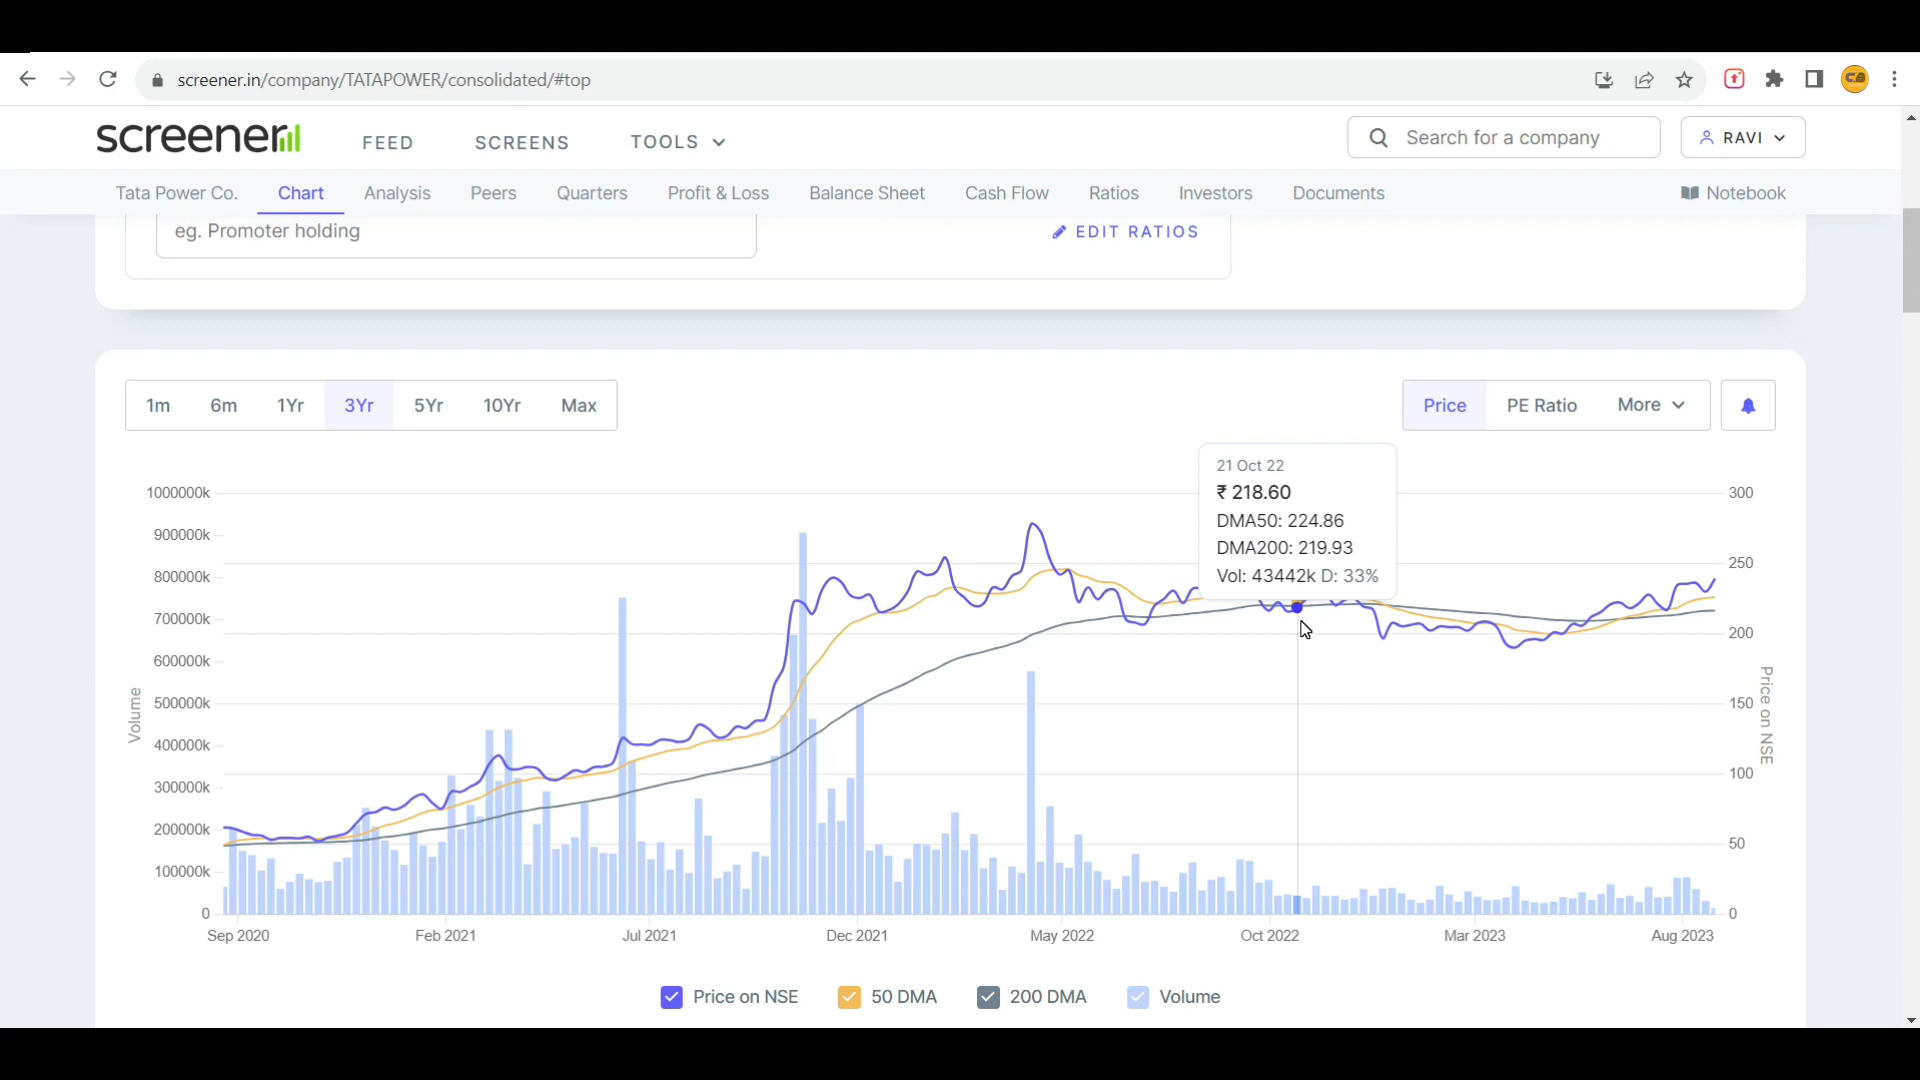 screener.in/company/TATAPOWER/consolidated/#top
CB
screener
FEED SCREENS TOOLS
Search for a company
RAVI
Tata Power Co. Chart Analysis Peers Quarters Profit & Loss Balance Sheet Cash Flow Ratios Investors Documents Notebook
eg. Promoter holding
EDIT RATIOS
1m 6m 1Yr 3Yr 5Yr 10Yr Max
Price PE Ratio More
21 Oct 22
₹ 218.60
DMA50: 224.86
DMA200: 219.93
Vol: 43442k D: 33%
1000000k
900000k
800000k
700000k
600000k
500000k
400000k
300000k
200000k
100000k
0
Volume
300
250
200
150
100
50
0
Price on NSE
Sep 2020 Feb 2021 Jul 2021 Dec 2021 May 2022 Oct 2022 Mar 2023 Aug 2023
Price on NSE 50 DMA 200 DMA Volume